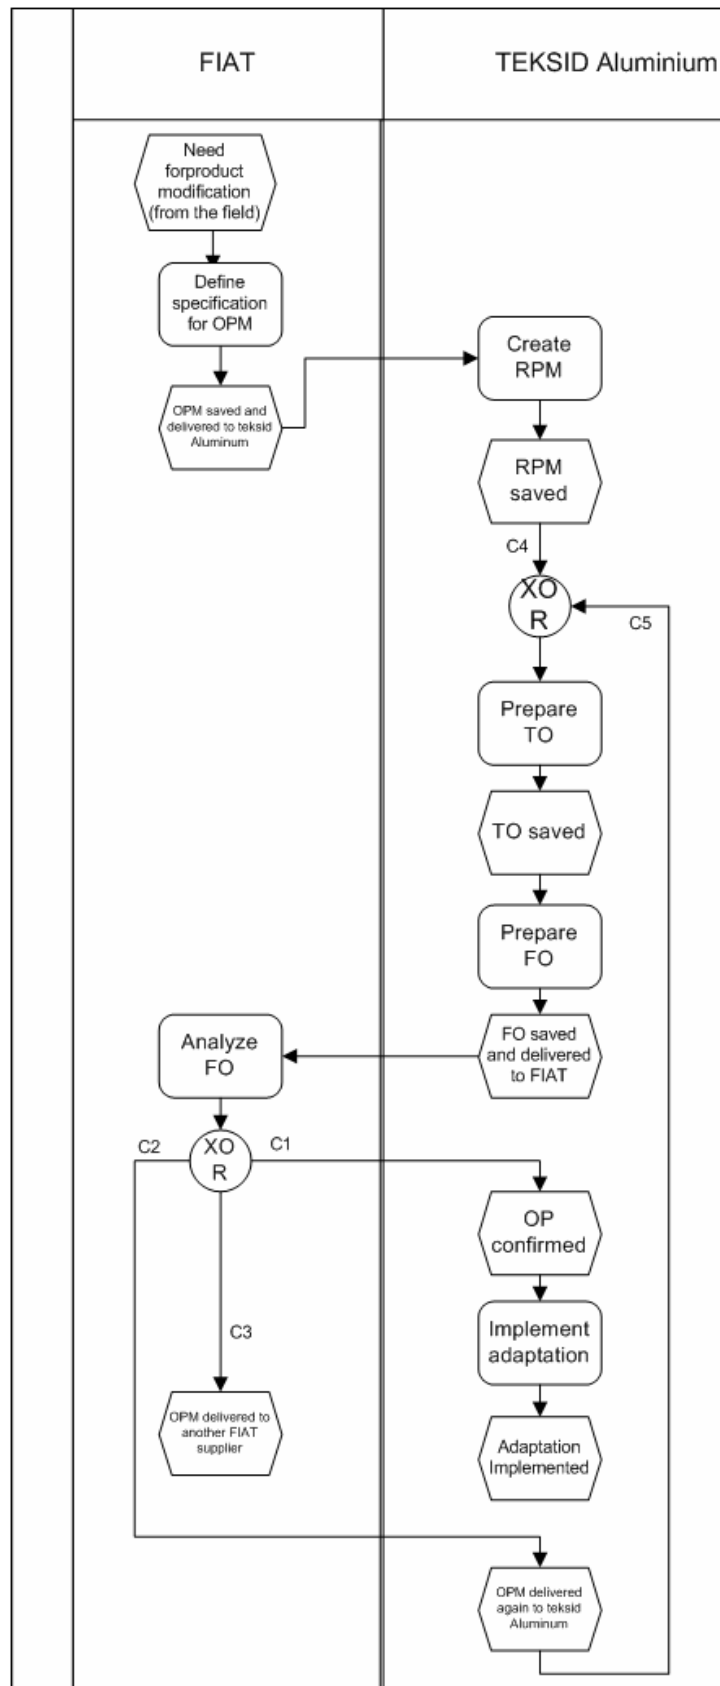 FIAT
TEKSID Aluminium
Need
forproduct
modification
(from the field)
Define
specification
for OPM
OPM saved and
delivered to teksid
Aluminum
Create
RPM
RPM
saved
C4
XO
R
C5
Prepare
TO
TO saved
Prepare
FO
FO saved
and delivered
to FIAT
Analyze
FO
XO
R
C2
C1
C3
OP
confirmed
Implement
adaptation
Adaptation
Implemented
OPM delivered to
another FIAT
supplier
OPM delivered
again to teksid
Aluminum